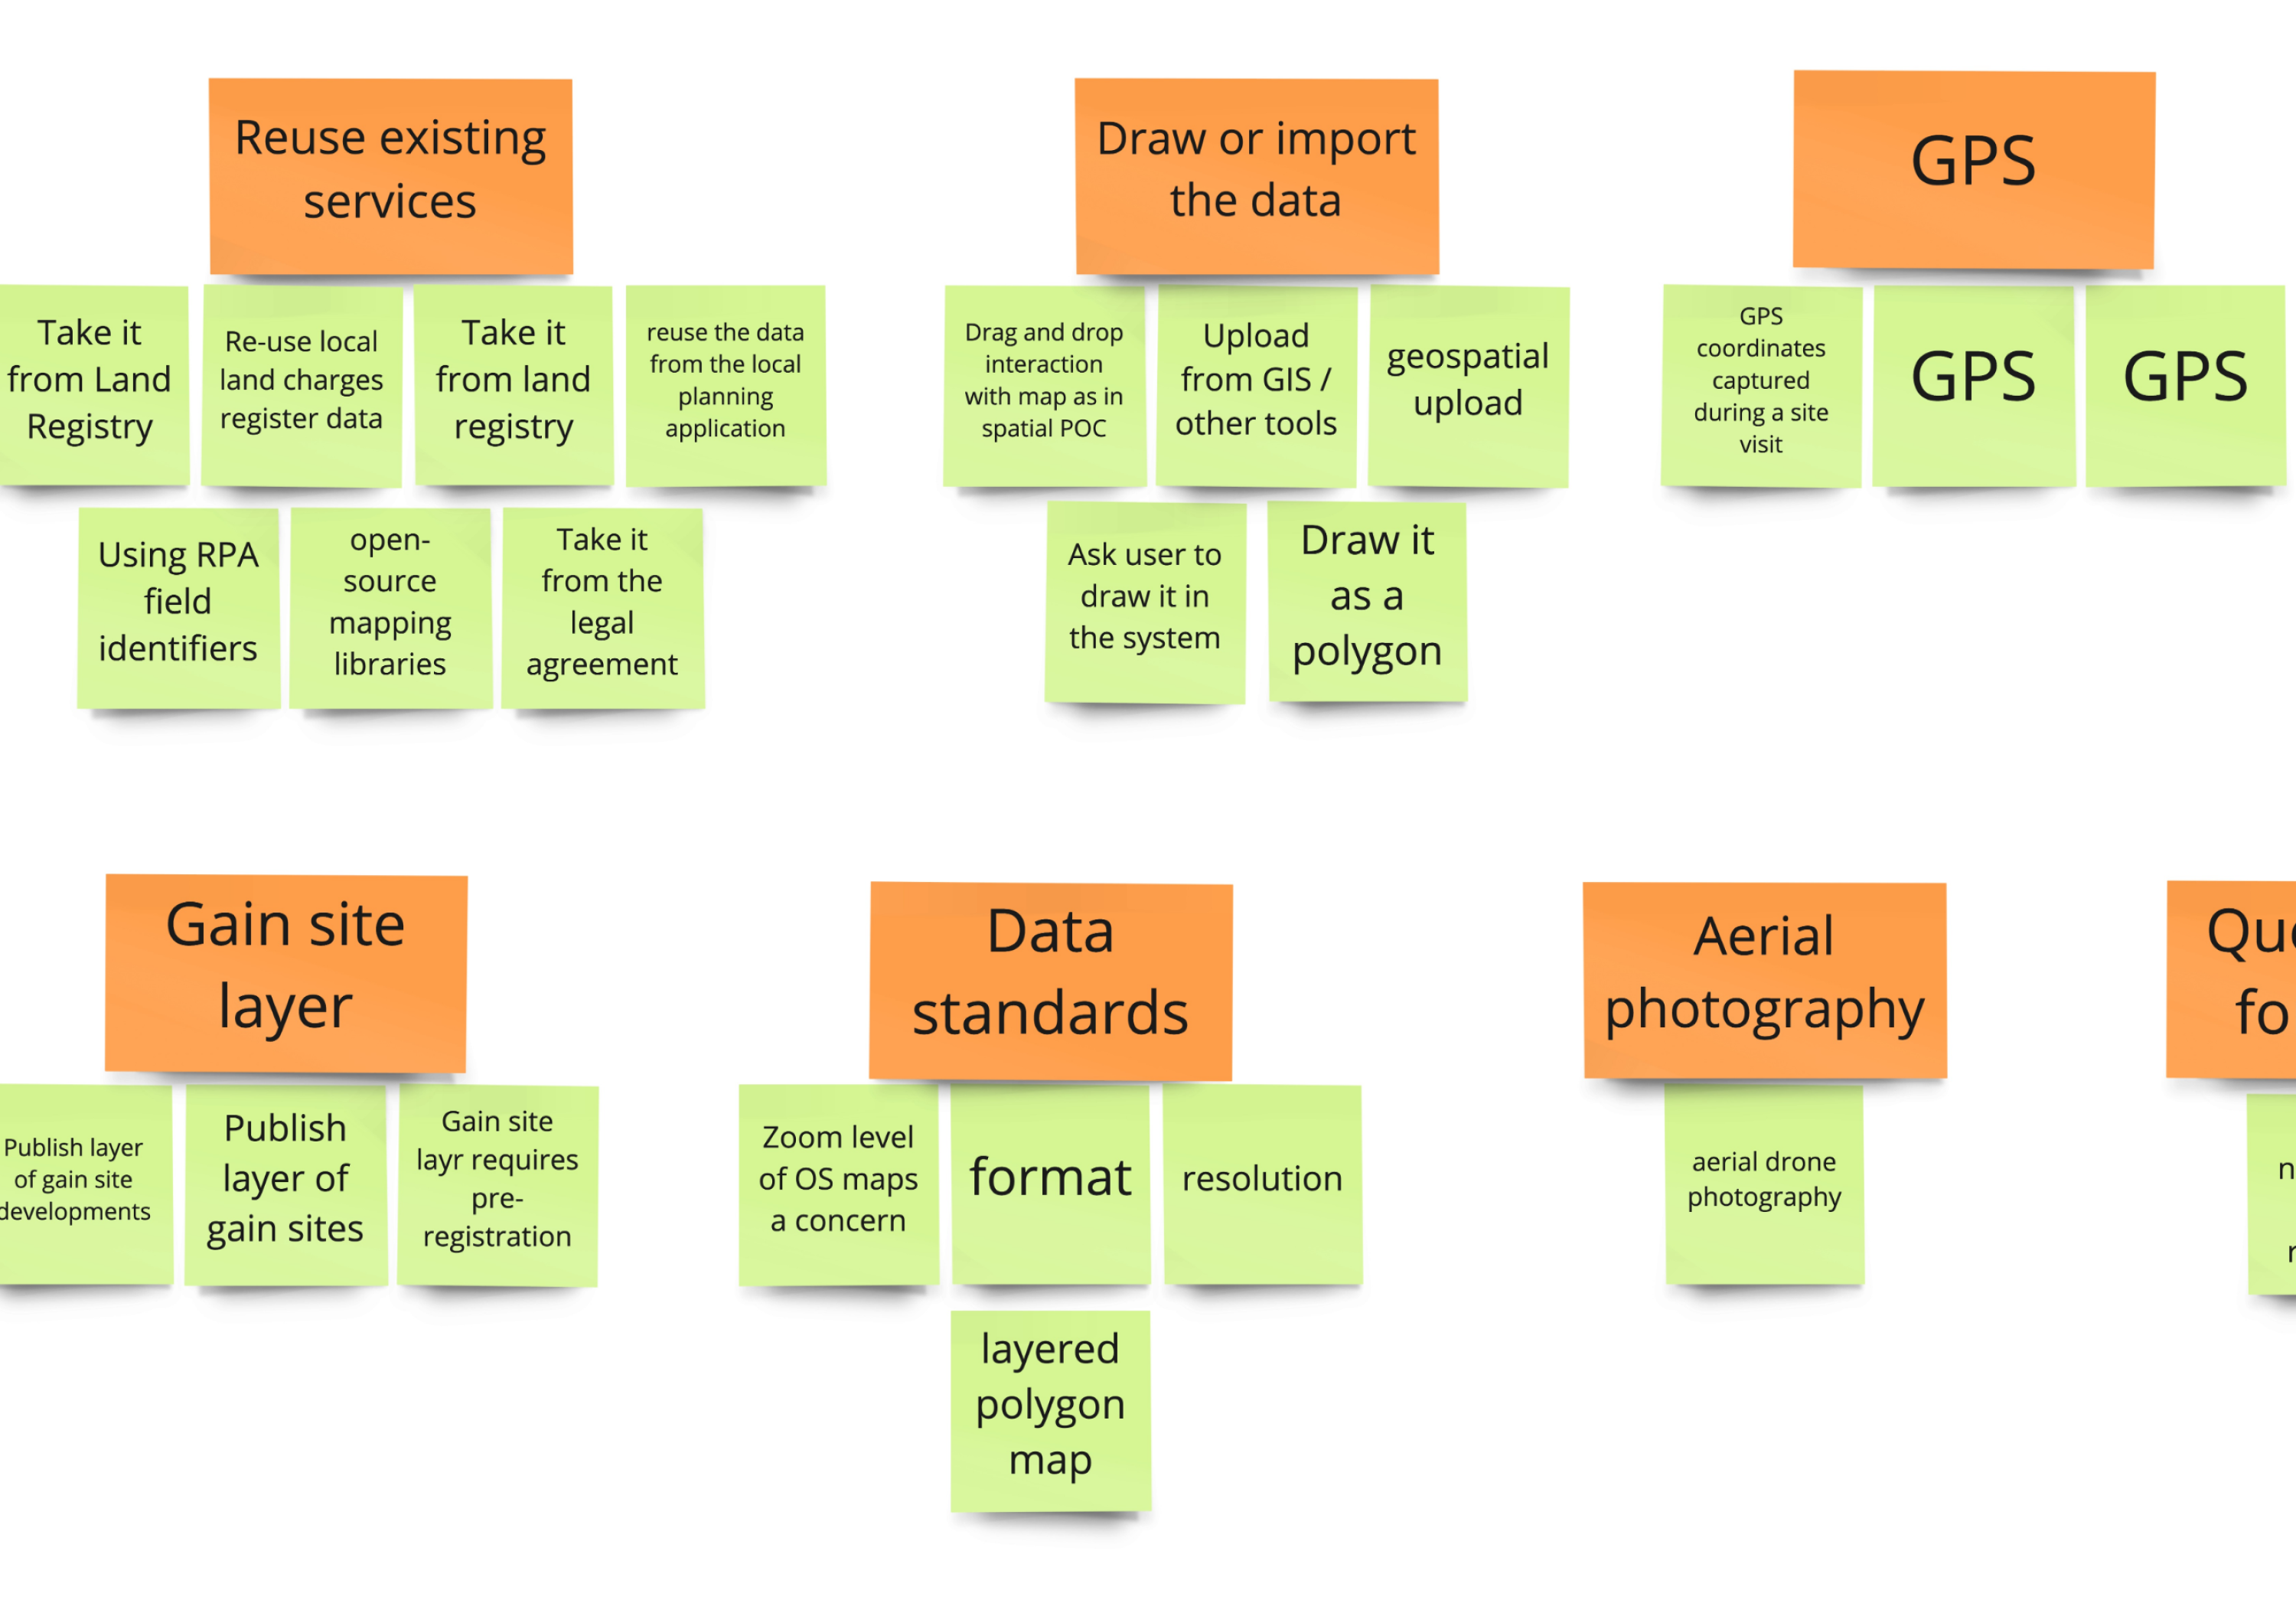 Reuse existing
services
Take it
from Land
Registry
Re-use local
land charges
register data
Take it
from land
registry
reuse the data
from the local
planning
application
Using RPA
field
identifiers
open-
source
mapping
libraries
Take it
from the
legal
agreement
Draw or import
the data
Drag and drop
interaction
with map as in
spatial POC
Upload
from GIS /
other tools
geospatial
upload
Ask user to
draw it in
the system
Draw it
as a
polygon
GPS
GPS
coordinates
captured
during a site
visit
GPS
GPS
Gain site
layer
Publish layer
of gain site
developments
Publish
layer of
gain sites
Gain site
layr requires
pre-
registration
Data
standards
Zoom level
of OS maps
a concern
format
resolution
layered
polygon
map
Aerial
photography
aerial drone
photography